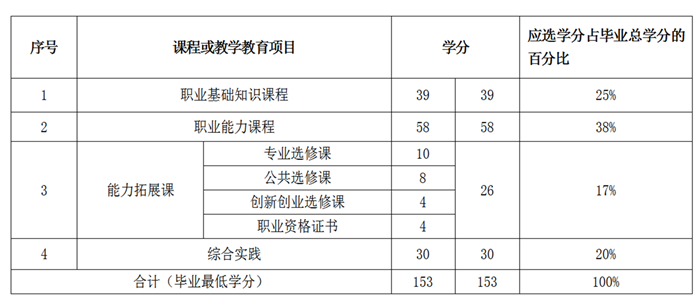 序号 课程或教学教育项目 学分 应选学分占毕业总学分的
百分比
1 职业基础知识课程 39 39 25%
2 职业能力课程 58 58 38%
3 能力拓展课 专业选修课 10 26 17%
公共选修课 8
创新创业选修课 4
职业资格证书 4
4 综合实践 30 30 20%
合计（毕业最低学分） 153 153 100%